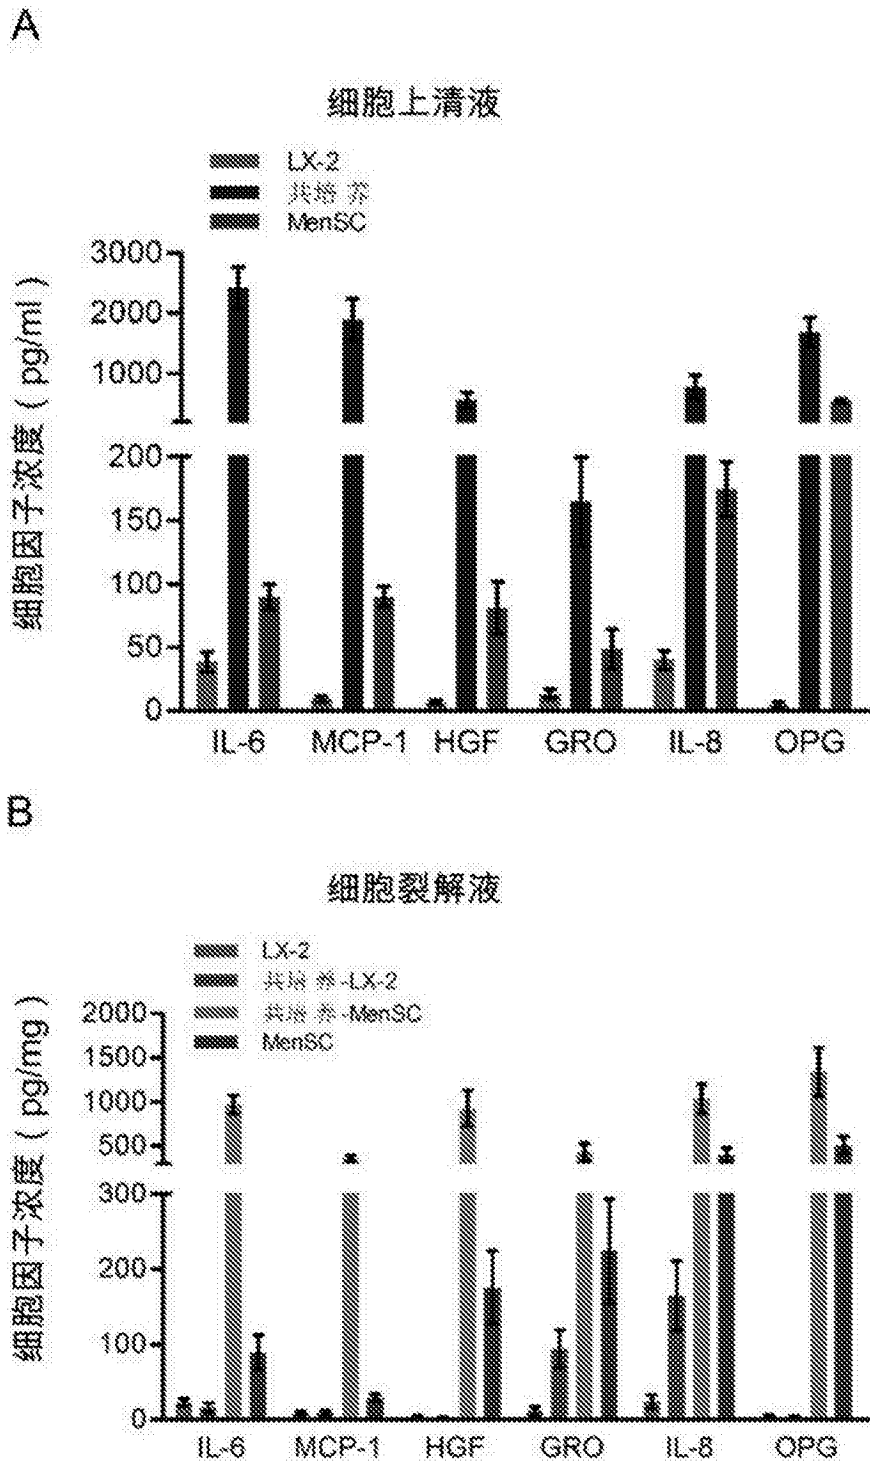 A
细胞上清液
LX-2
共培 养
MenSC
细胞因子浓度 ( pg/ml )
3000
2000
1000
200
150
100
50
0
IL-6 MCP-1 HGF GRO IL-8 OPG
B
细胞裂解液
LX-2
共培 养-LX-2
共培 养-MenSC
MenSC
细胞因子浓度 ( pg/mg )
2000
1500
1000
500
300
200
100
0
IL-6 MCP-1 HGF GRO IL-8 OPG